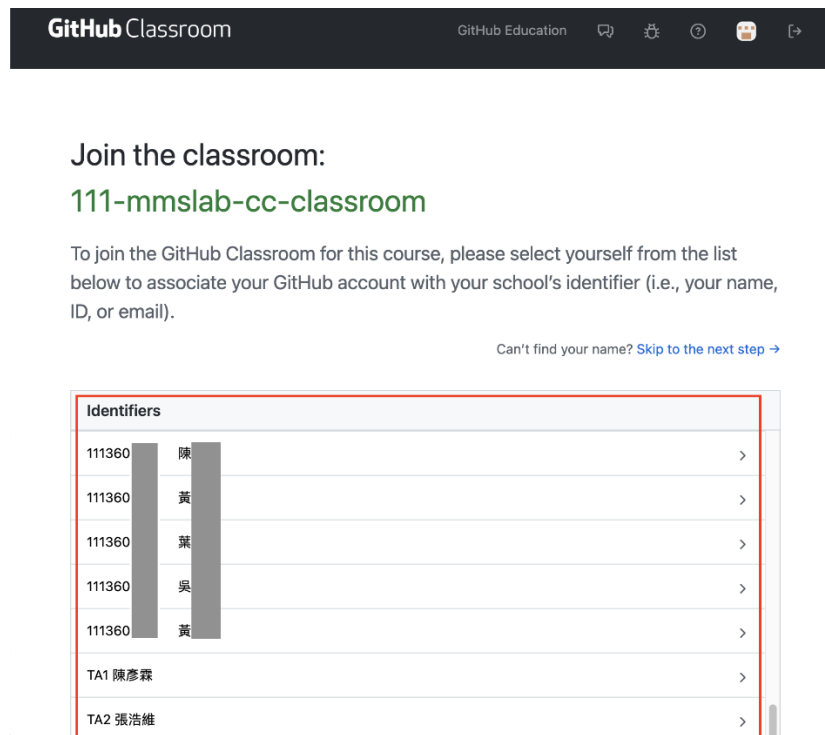 GitHub Classroom GitHub Education
Join the classroom:
111-mmslab-cc-classroom
To join the GitHub Classroom for this course, please select yourself from the list
below to associate your GitHub account with your school's identifier (i.e., your name,
ID, or email).
Can't find your name? Skip to the next step →
Identifiers
111360 陳
111360 黃
111360 葉
111360 吳
111360 黃
TA1 陳彥霖
TA2 張浩維